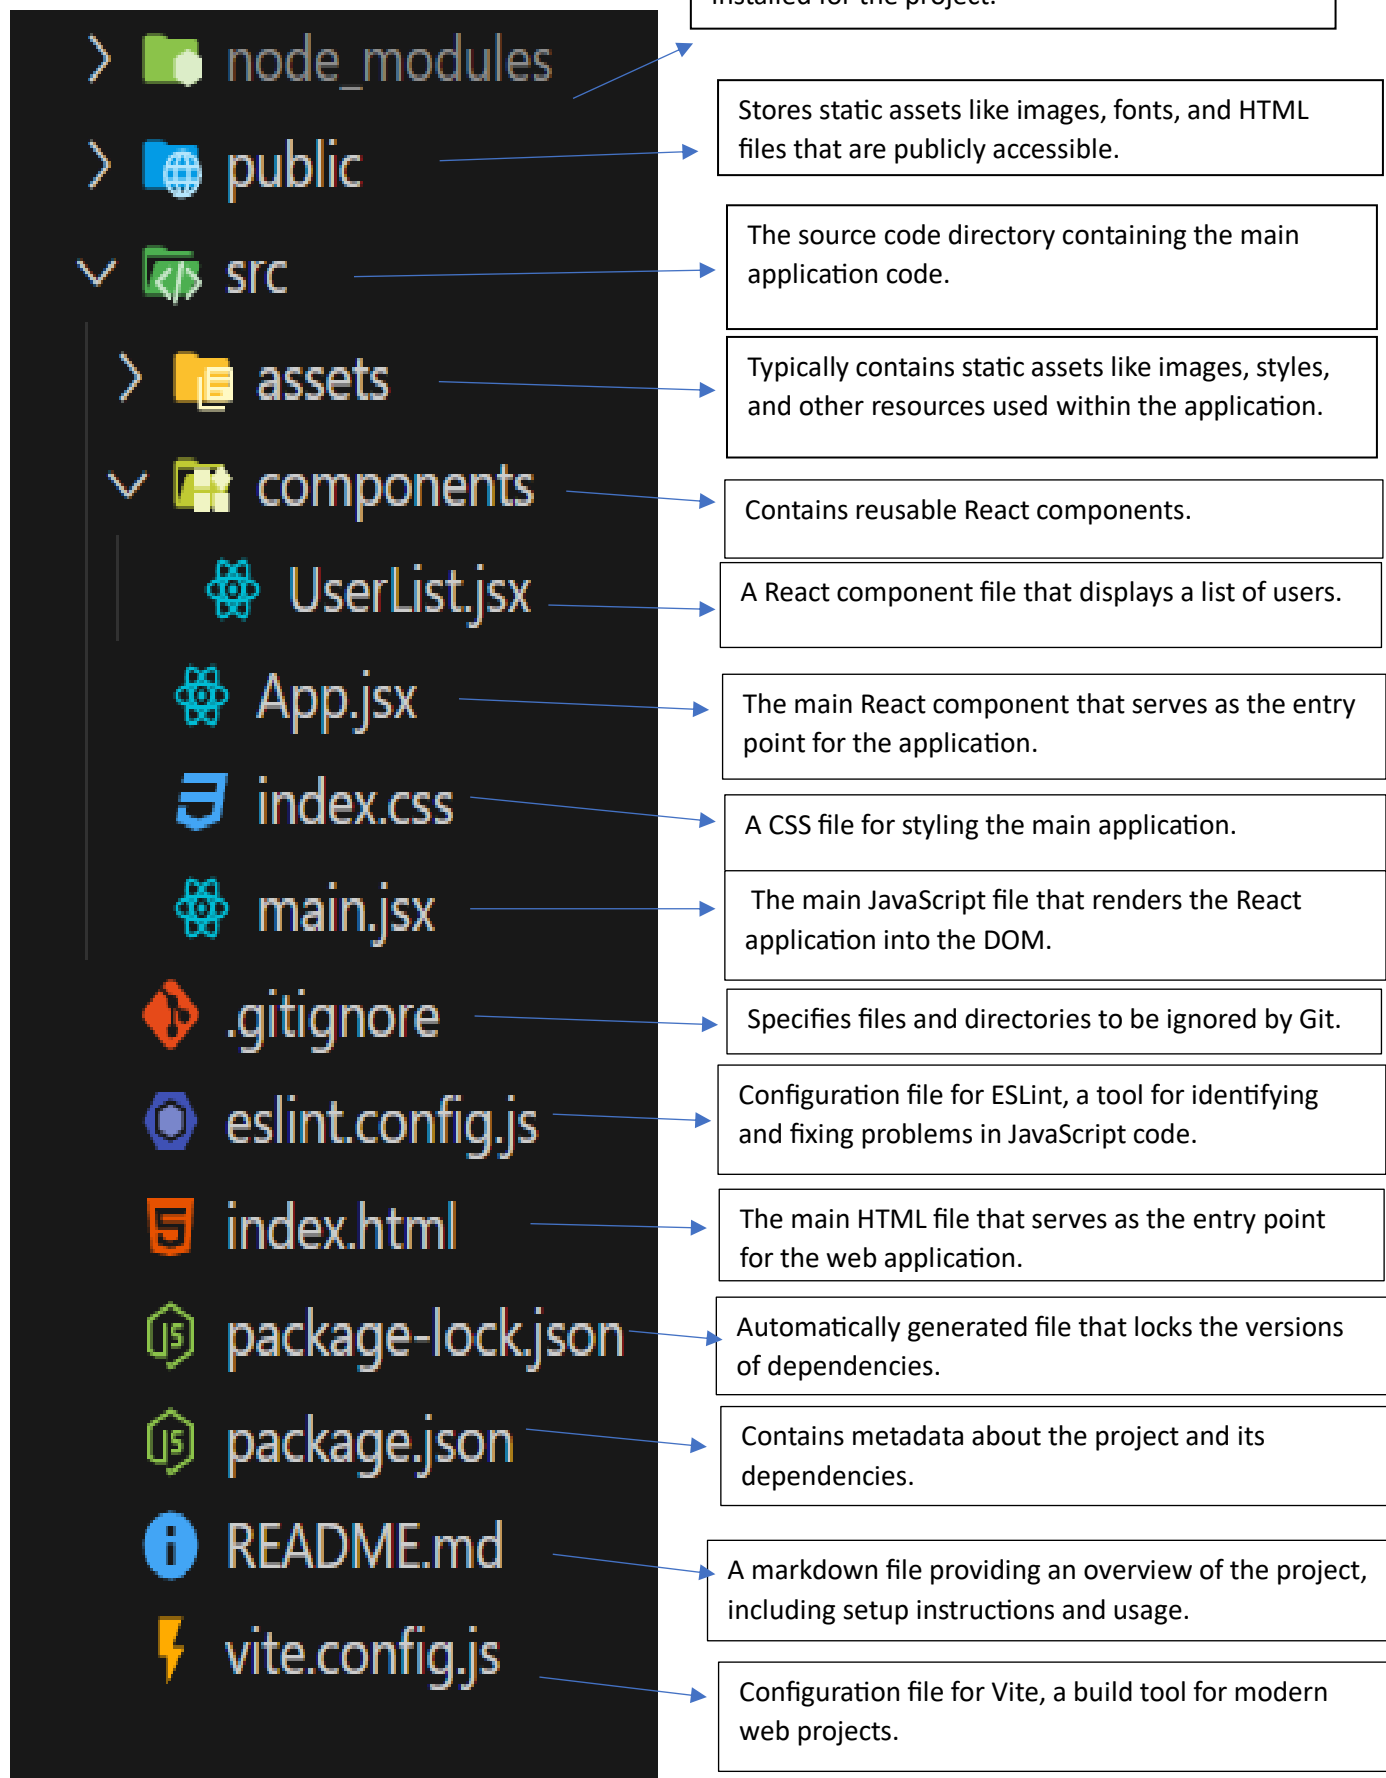 installed for the project.
node_modules
Stores static assets like images, fonts, and HTML
files that are publicly accessible.
public
The source code directory containing the main
application code.
src
Typically contains static assets like images, styles,
and other resources used within the application.
assets
components
Contains reusable React components.
UserList.jsx
A React component file that displays a list of users.
App.jsx
The main React component that serves as the entry
point for the application.
index.css
A CSS file for styling the main application.
main.jsx
The main JavaScript file that renders the React
application into the DOM.
.gitignore
Specifies files and directories to be ignored by Git.
eslint.config.js
Configuration file for ESLint, a tool for identifying
and fixing problems in JavaScript code.
index.html
The main HTML file that serves as the entry point
for the web application.
package-lock.json
Automatically generated file that locks the versions
of dependencies.
package.json
Contains metadata about the project and its
dependencies.
README.md
A markdown file providing an overview of the project,
including setup instructions and usage.
vite.config.js
Configuration file for Vite, a build tool for modern
web projects.